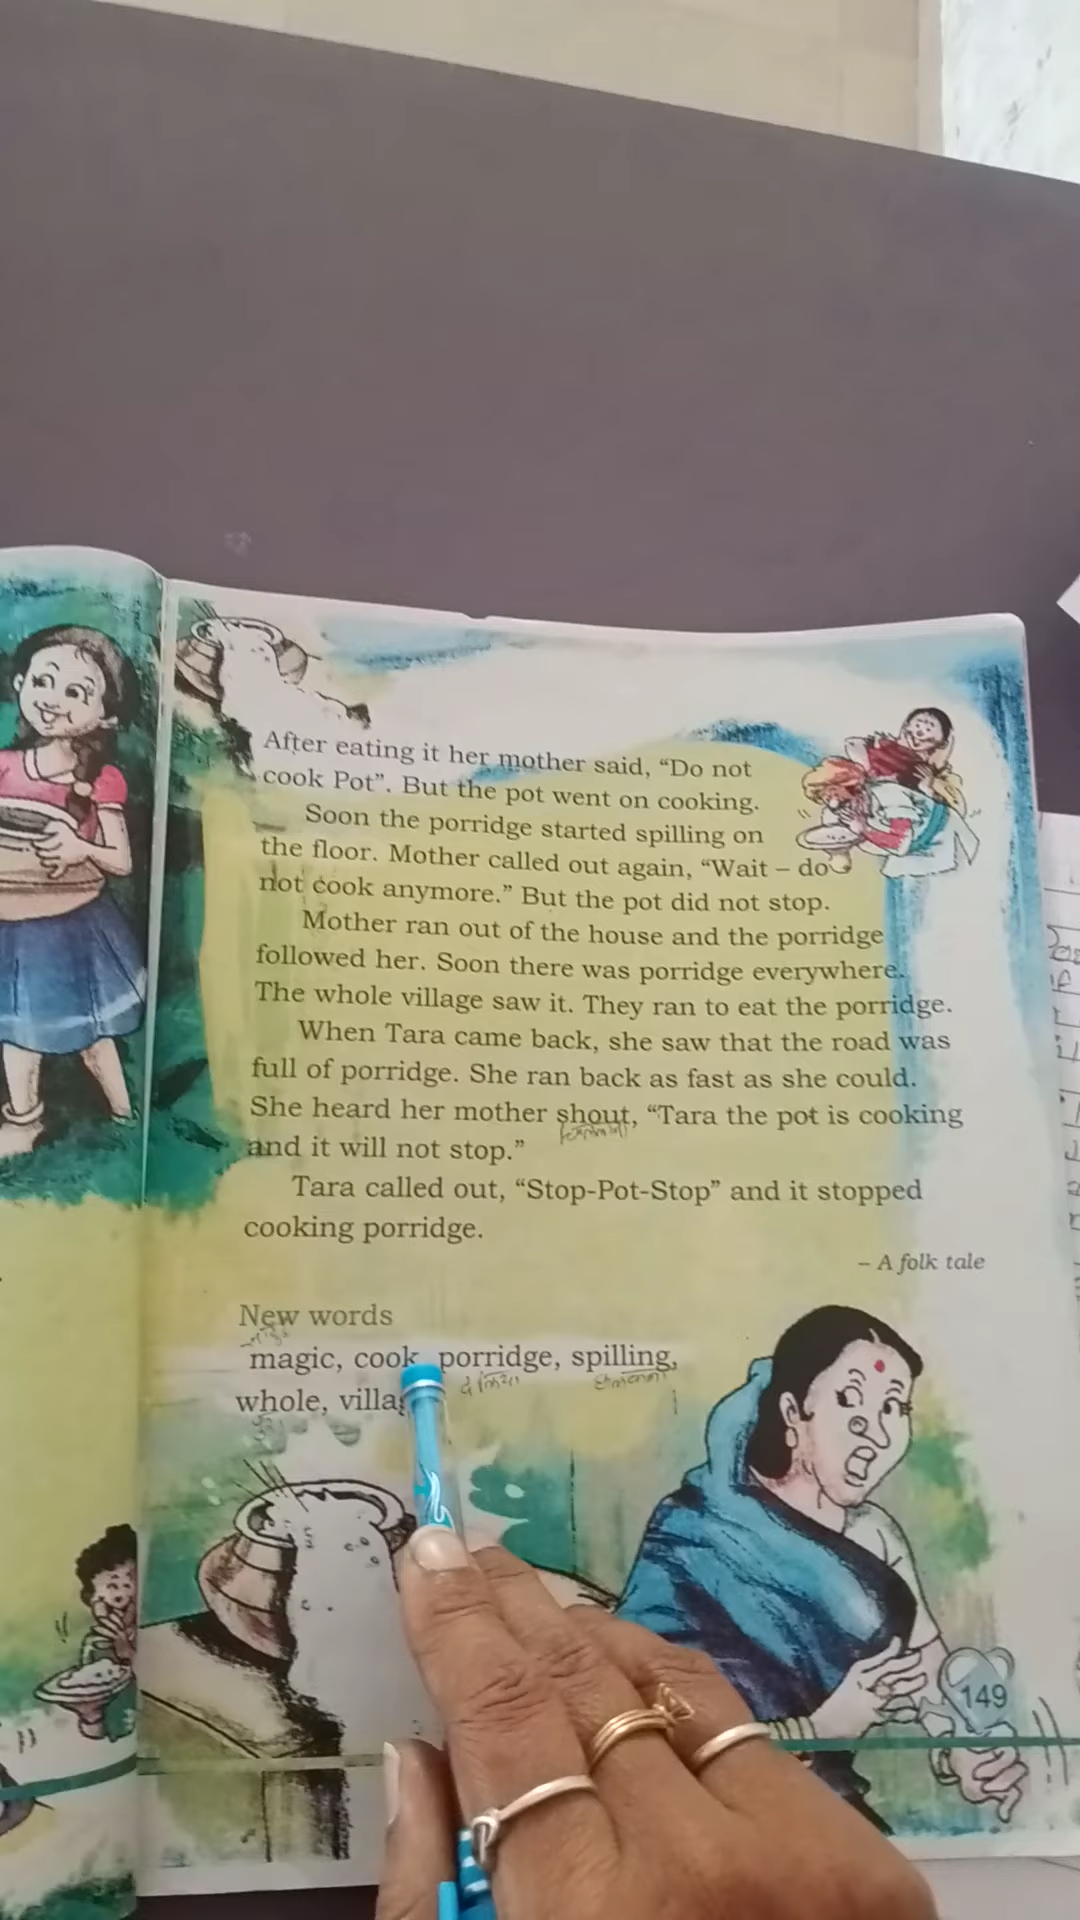 After eating it her mother said, “Do not
cook Pot”. But the pot went on cooking.
Soon the porridge started spilling on
the floor. Mother called out again, “Wait – do
not cook anymore.” But the pot did not stop.
Mother ran out of the house and the porridge
followed her. Soon there was porridge everywhere.
The whole village saw it. They ran to eat the porridge.
When Tara came back, she saw that the road was
full of porridge. She ran back as fast as she could.
She heard her mother shout, “Tara the pot is cooking
and it will not stop.”
Tara called out, “Stop-Pot-Stop” and it stopped
cooking porridge.
– A folk tale
New words
magic, cook porridge, spilling,
दलिया
whole,
149